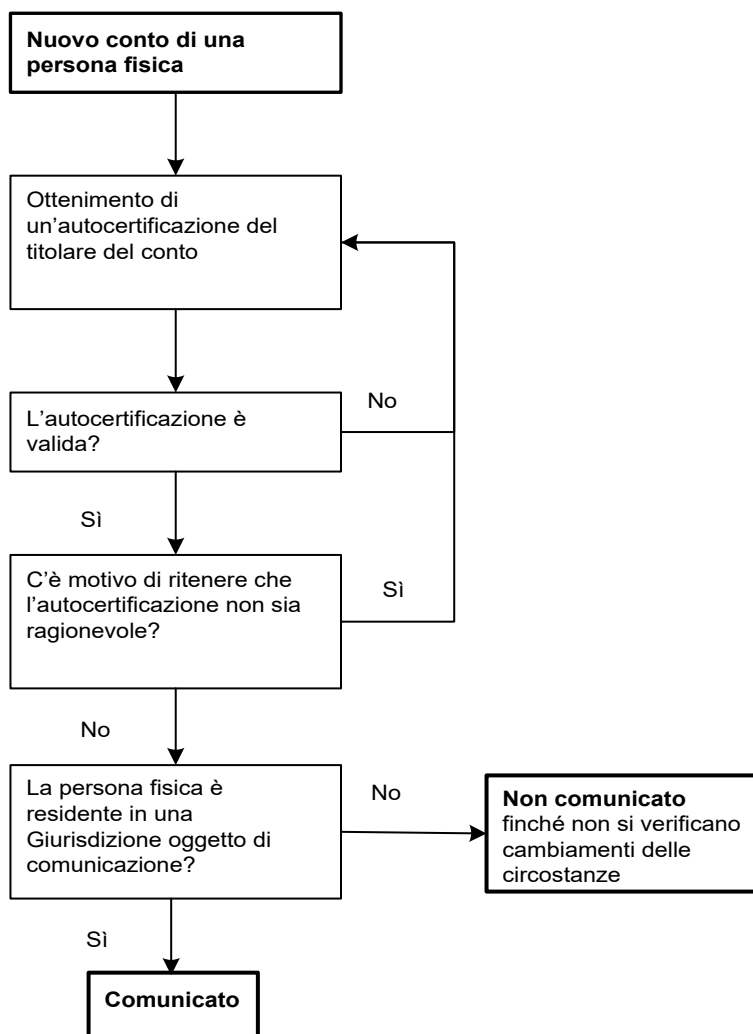 Nuovo conto di una
persona fisica
Ottenimento di
un'autocertificazione del
titolare del conto
No
L'autocertificazione è
valida?
Sì
C'è motivo di ritenere che
l'autocertificazione non sia
ragionevole?
Sì
No
La persona fisica è
residente in una
Giurisdizione oggetto di
comunicazione?
No
Non comunicato
finché non si verificano
cambiamenti delle
circostanze
Sì
Comunicato